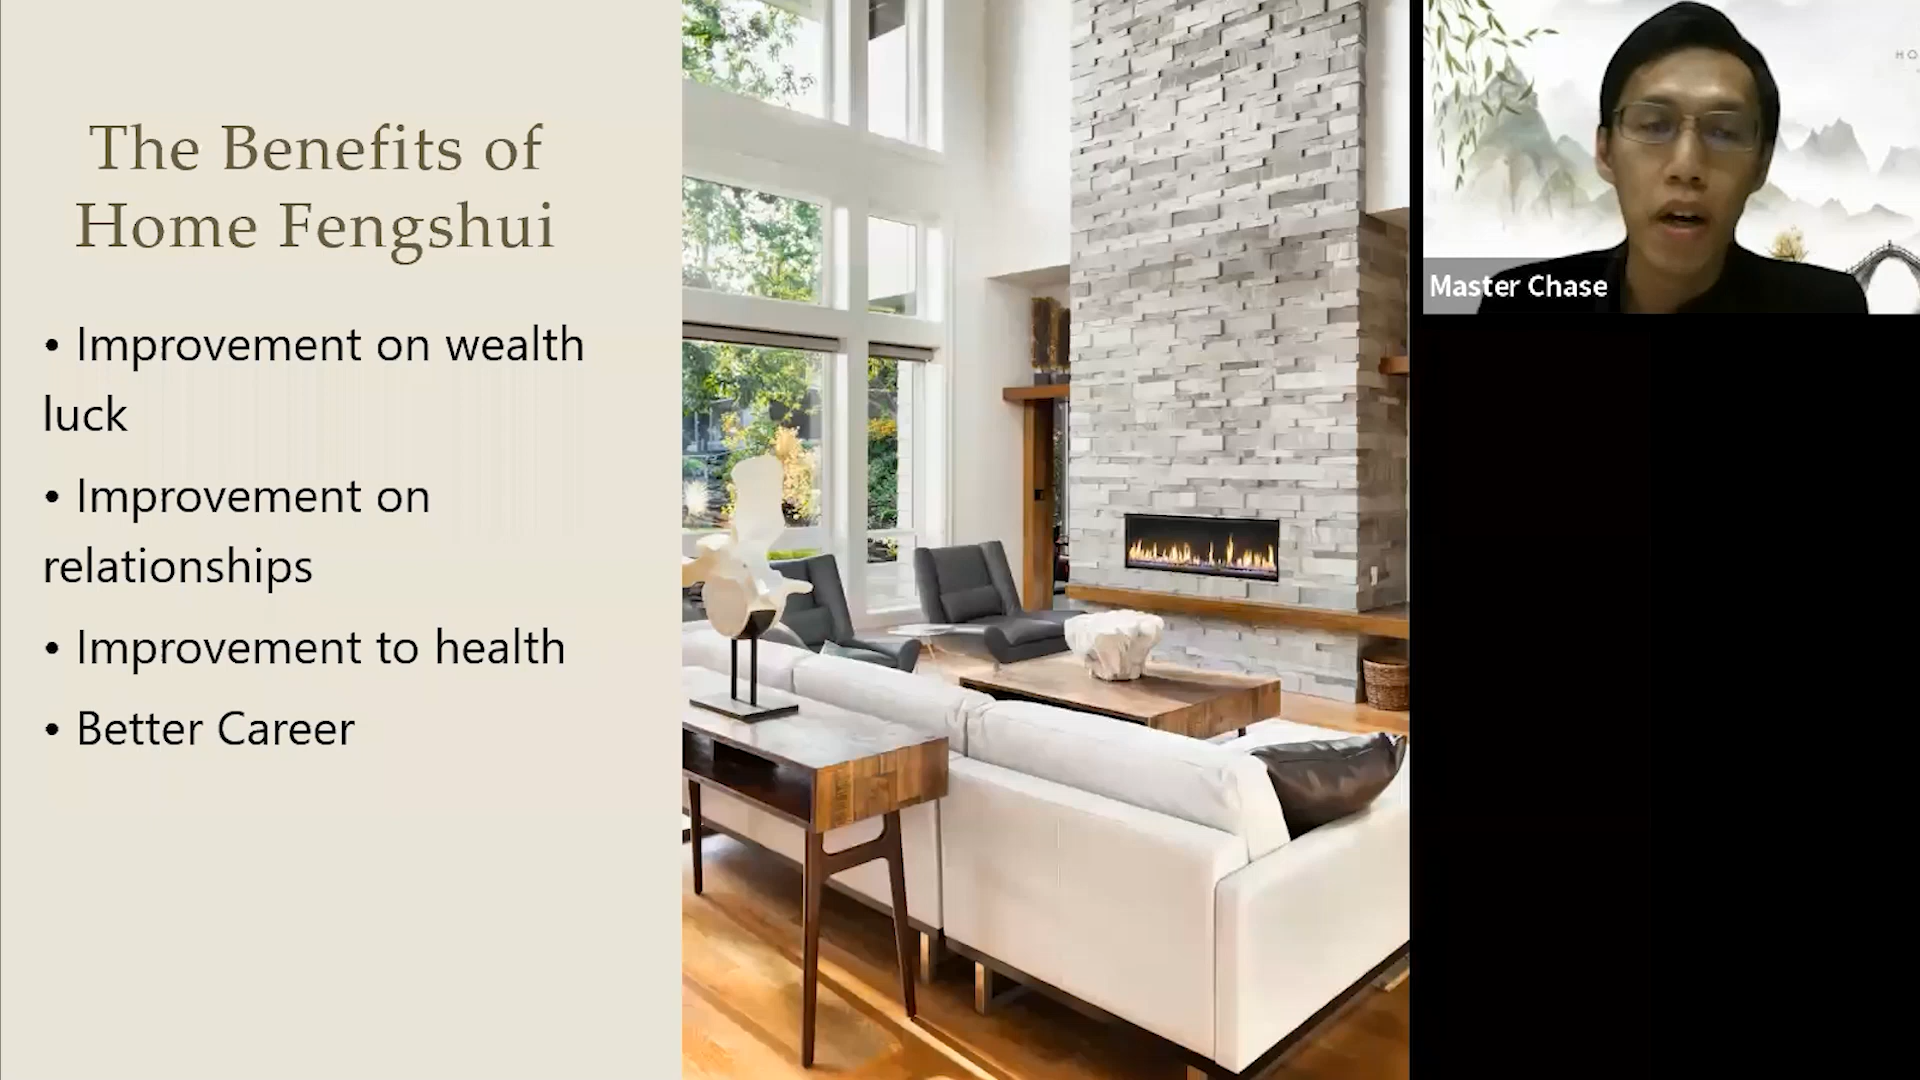 The Benefits of
Home Fengshui
• Improvement on wealth
luck
• Improvement on
relationships
• Improvement to health
• Better Career
HO
Master Chase